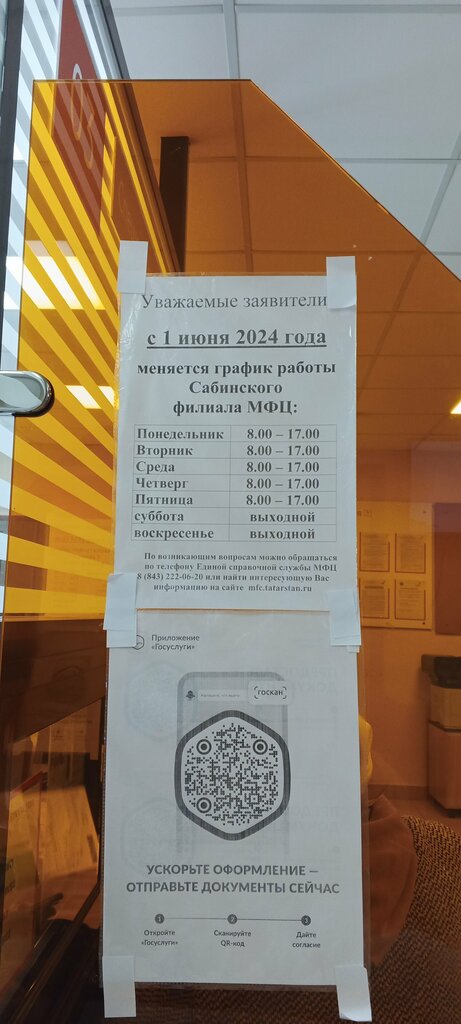 Уважаемые заявители
с 1 июня 2024 года
меняется график работы
Сабинского
филиала МФЦ:
Понедельник 8.00 – 17.00
Вторник 8.00 – 17.00
Среда 8.00 – 17.00
Четверг 8.00 – 17.00
Пятница 8.00 – 17.00
суббота выходной
воскресенье выходной
По возникающим вопросам можно обращаться
по телефону Единой справочной службы МФЦ
8 (843) 222-06-20 или найти интересующую Вас
информацию на сайте mfc.tatarstan.ru
Приложение
«Госуслуги»
госкан
УСКОРЬТЕ ОФОРМЛЕНИЕ –
ОТПРАВЬТЕ ДОКУМЕНТЫ СЕЙЧАС
1 2 3
Откройте «Госуслуги»
Сканируйте QR-код
Дайте согласие